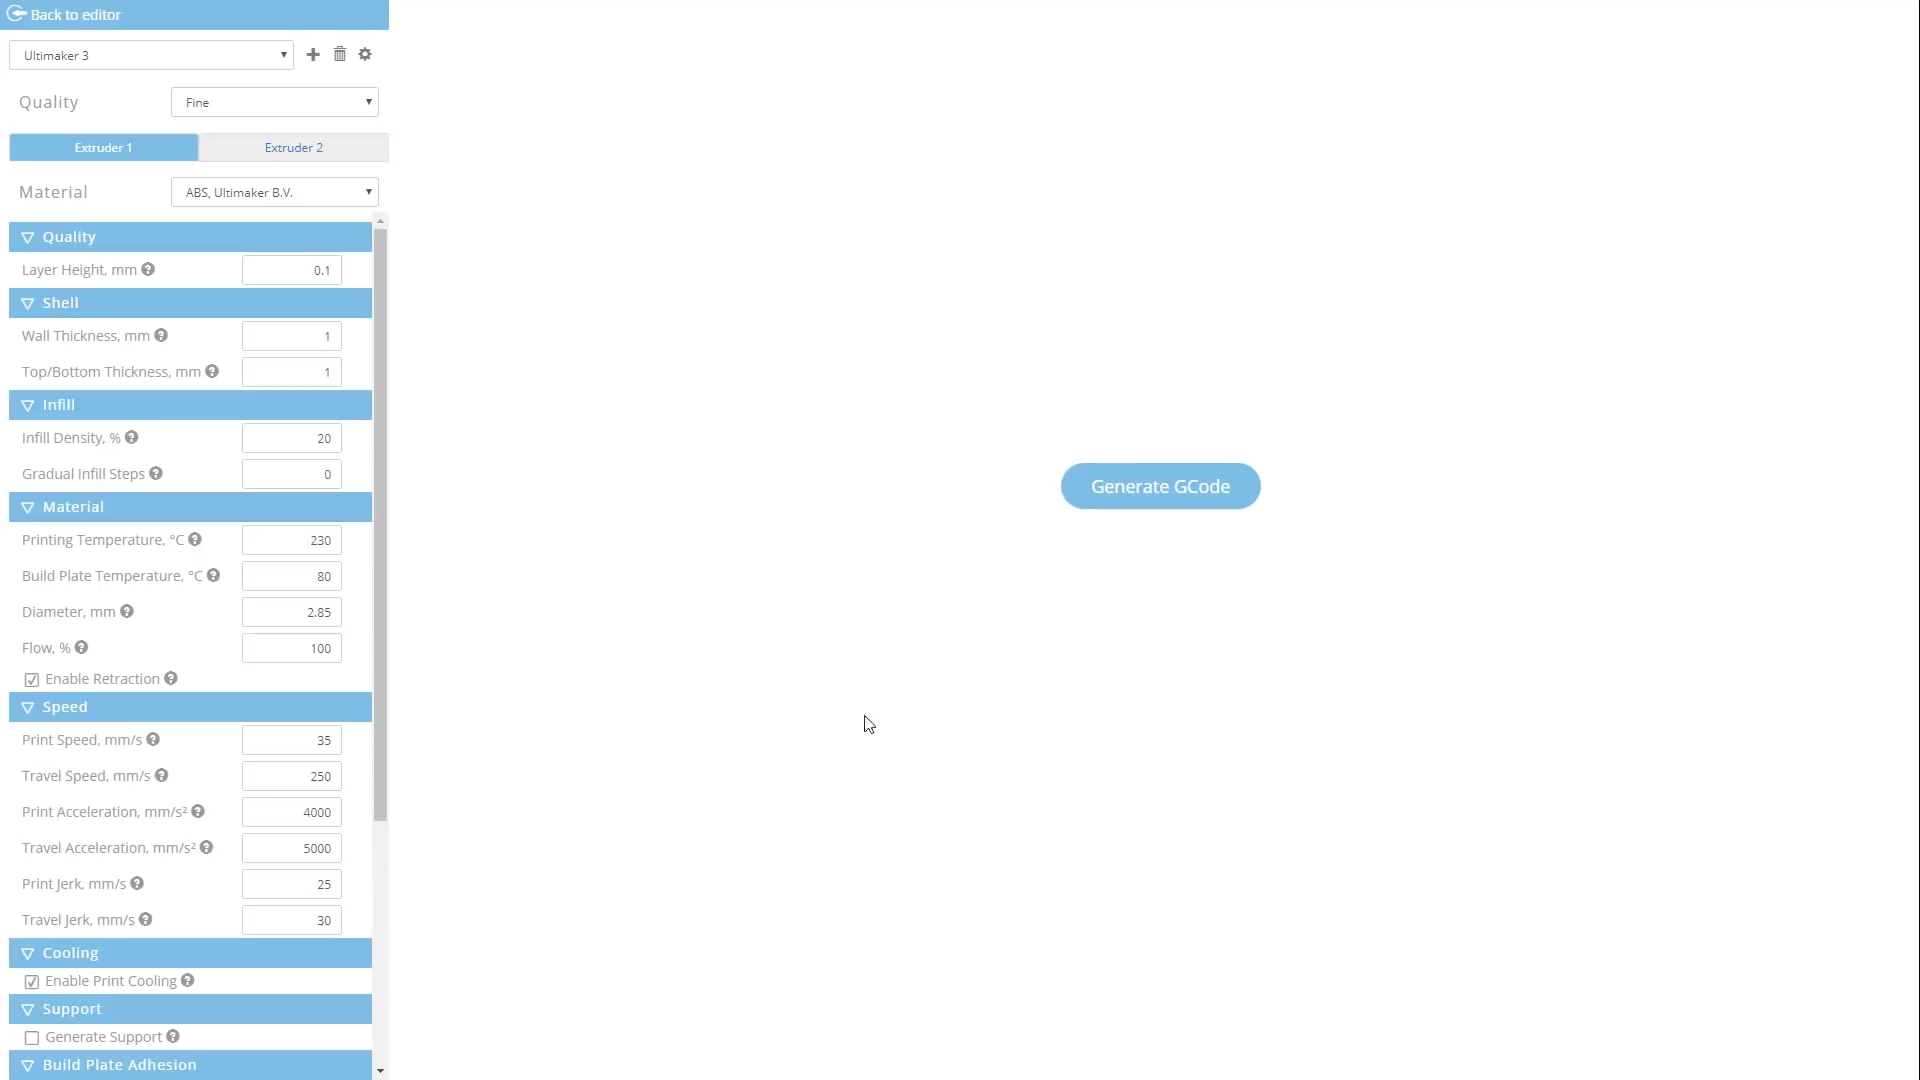 Back to editor
Ultimaker 3
Quality
Fine
Extruder 1
Extruder 2
Material
ABS, Ultimaker B.V.
Quality
Layer Height, mm
0.1
Shell
Wall Thickness, mm
1
Top/Bottom Thickness, mm
1
Infill
Infill Density, %
20
Gradual Infill Steps
0
Material
Printing Temperature, °C
230
Build Plate Temperature, °C
80
Diameter, mm
2.85
Flow, %
100
Enable Retraction
Speed
Print Speed, mm/s
35
Travel Speed, mm/s
250
Print Acceleration, mm/s²
4000
Travel Acceleration, mm/s²
5000
Print Jerk, mm/s
25
Travel Jerk, mm/s
30
Cooling
Enable Print Cooling
Support
Generate Support
Build Plate Adhesion
Generate GCode